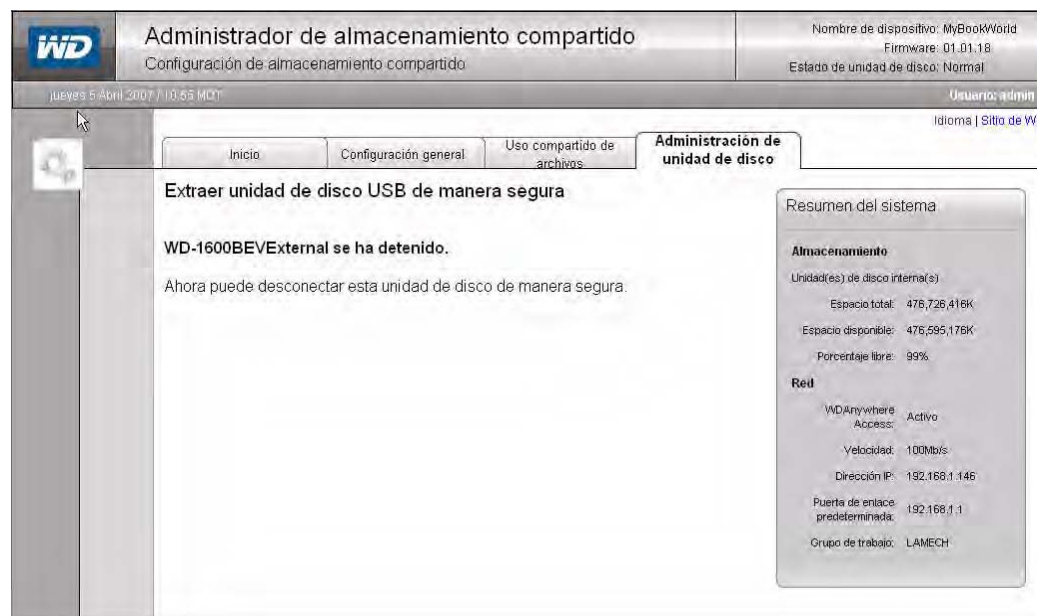 WD
Administrador de almacenamiento compartido
Configuración de almacenamiento compartido
Nombre de dispositivo: MyBookWorld
Firmware: 01.01.18
Estado de unidad de disco: Normal
jueves 5 Abril 2007 / 10:55 MDT
Usuario: admin
Idioma | Sitio de W
Inicio
Configuración general
Uso compartido de
archivos
Administración de
unidad de disco
Extraer unidad de disco USB de manera segura
WD-1600BEVExternal se ha detenido.
Ahora puede desconectar esta unidad de disco de manera segura.
Resumen del sistema
Almacenamiento
Unidad(es) de disco interna(s)
Espacio total: 476,726,416K
Espacio disponible: 476,595,176K
Porcentaje libre: 99%
Red
WDAnywhere
Access: Activo
Velocidad: 100Mb/s
Dirección IP: 192.168.1.146
Puerta de enlace
predeterminada: 192.168.1.1
Grupo de trabajo: LAMECH